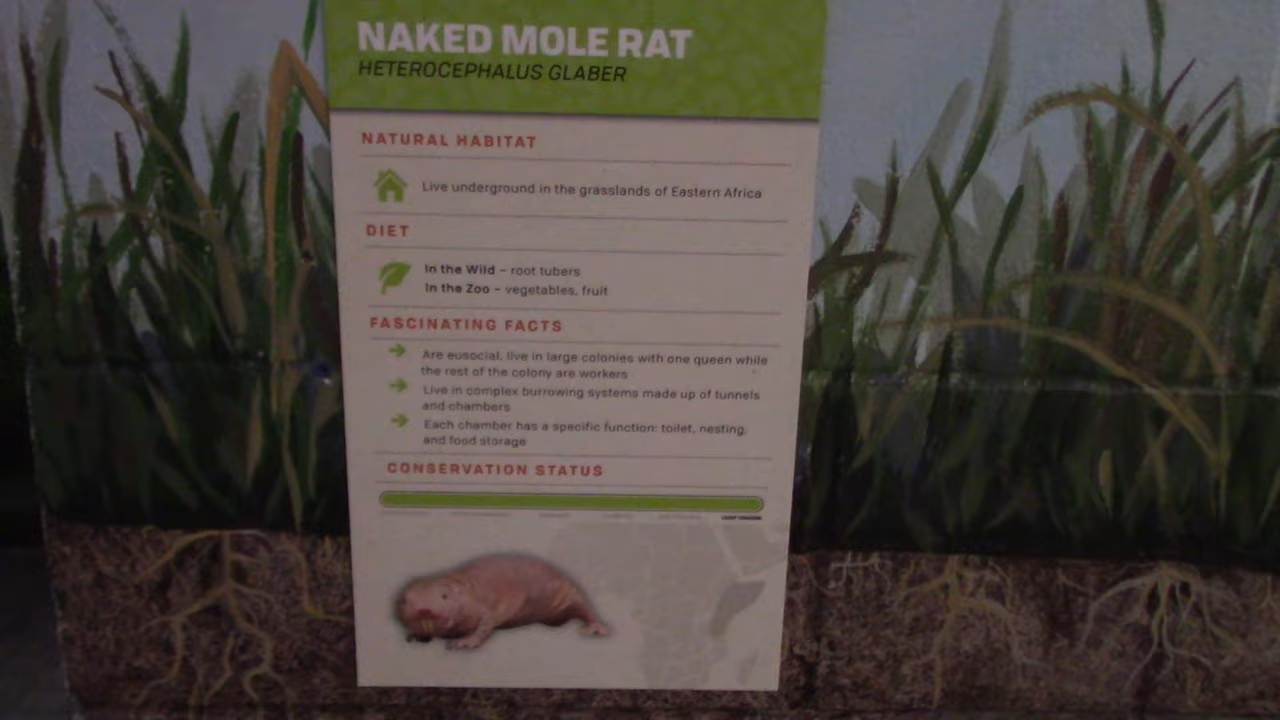 NAKED MOLE RAT
HETEROCEPHALUS GLABER
NATURAL HABITAT
Live underground in the grasslands of Eastern Africa
DIET
In the Wild – root tubers
In the Zoo – vegetables, fruit
FASCINATING FACTS
Are eusocial, live in large colonies with one queen while
the rest of the colony are workers
Live in complex burrowing systems made up of tunnels
and chambers
Each chamber has a specific function: toilet, nesting,
and food storage
CONSERVATION STATUS
LEAST CONCERN